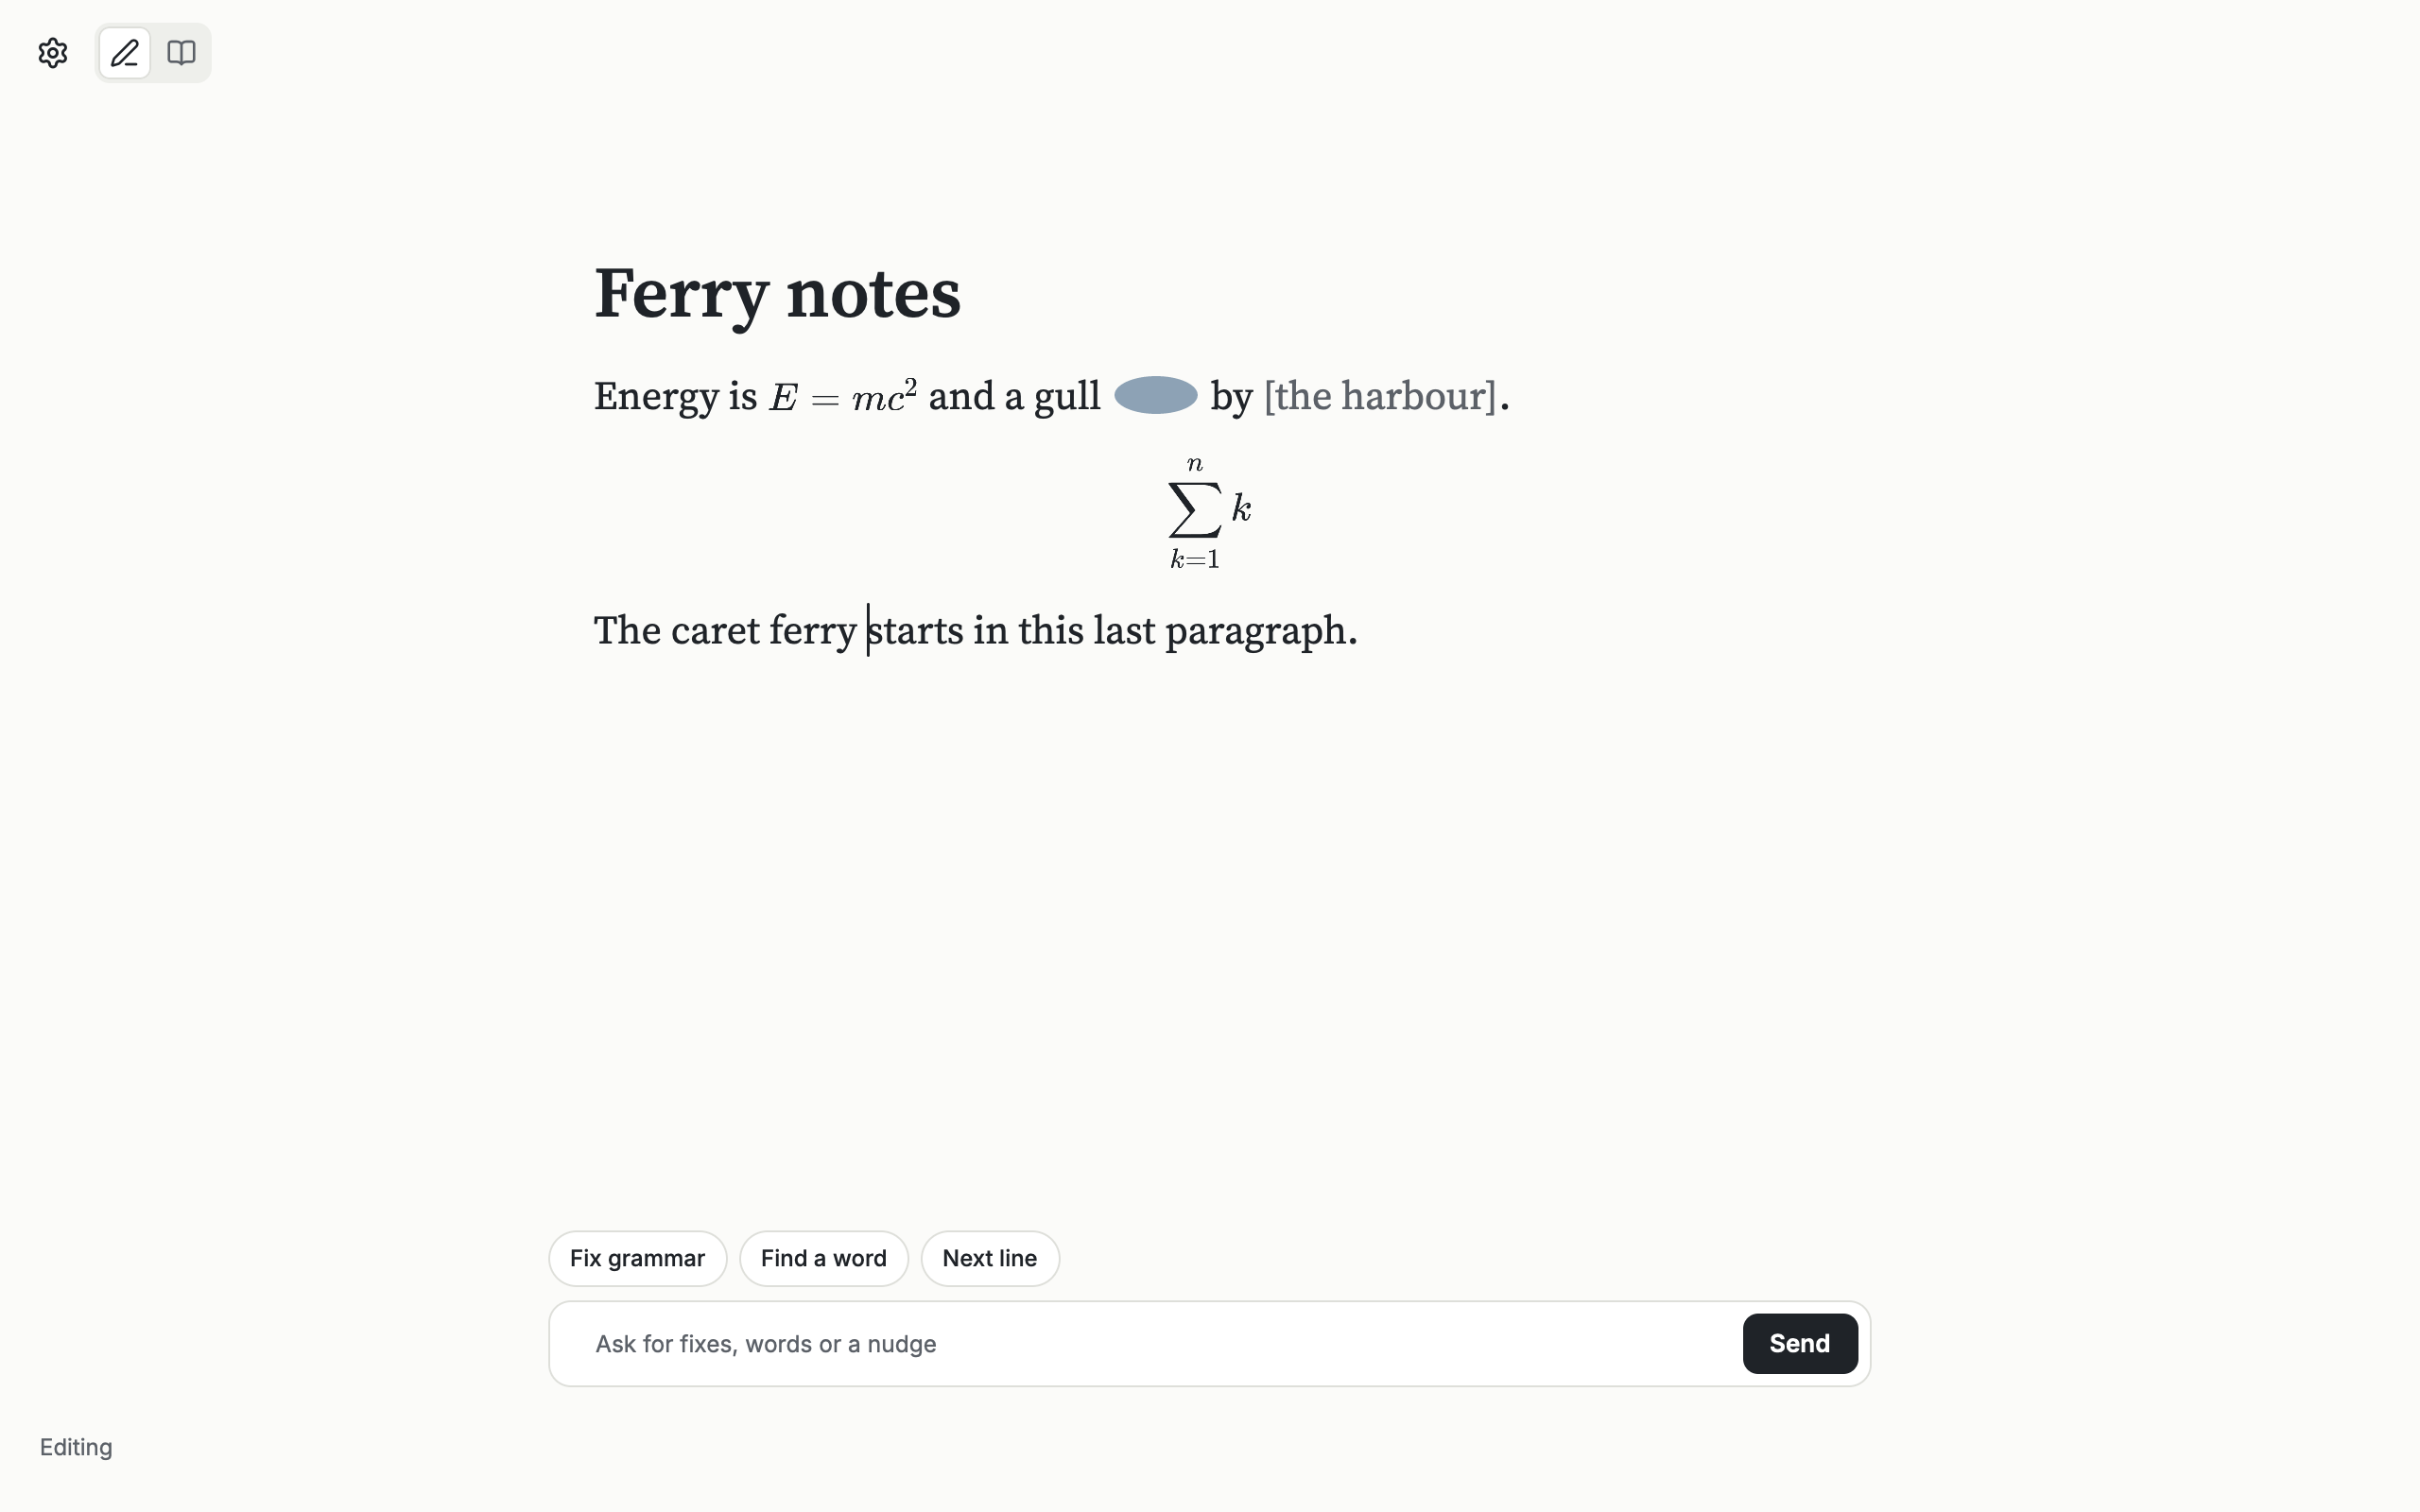 Ferry notes
Energy is E = mc² and a gull by [the harbour].
n
∑ k
k=1
The caret ferry starts in this last paragraph.
Fix grammar Find a word Next line
Ask for fixes, words or a nudge Send
Editing